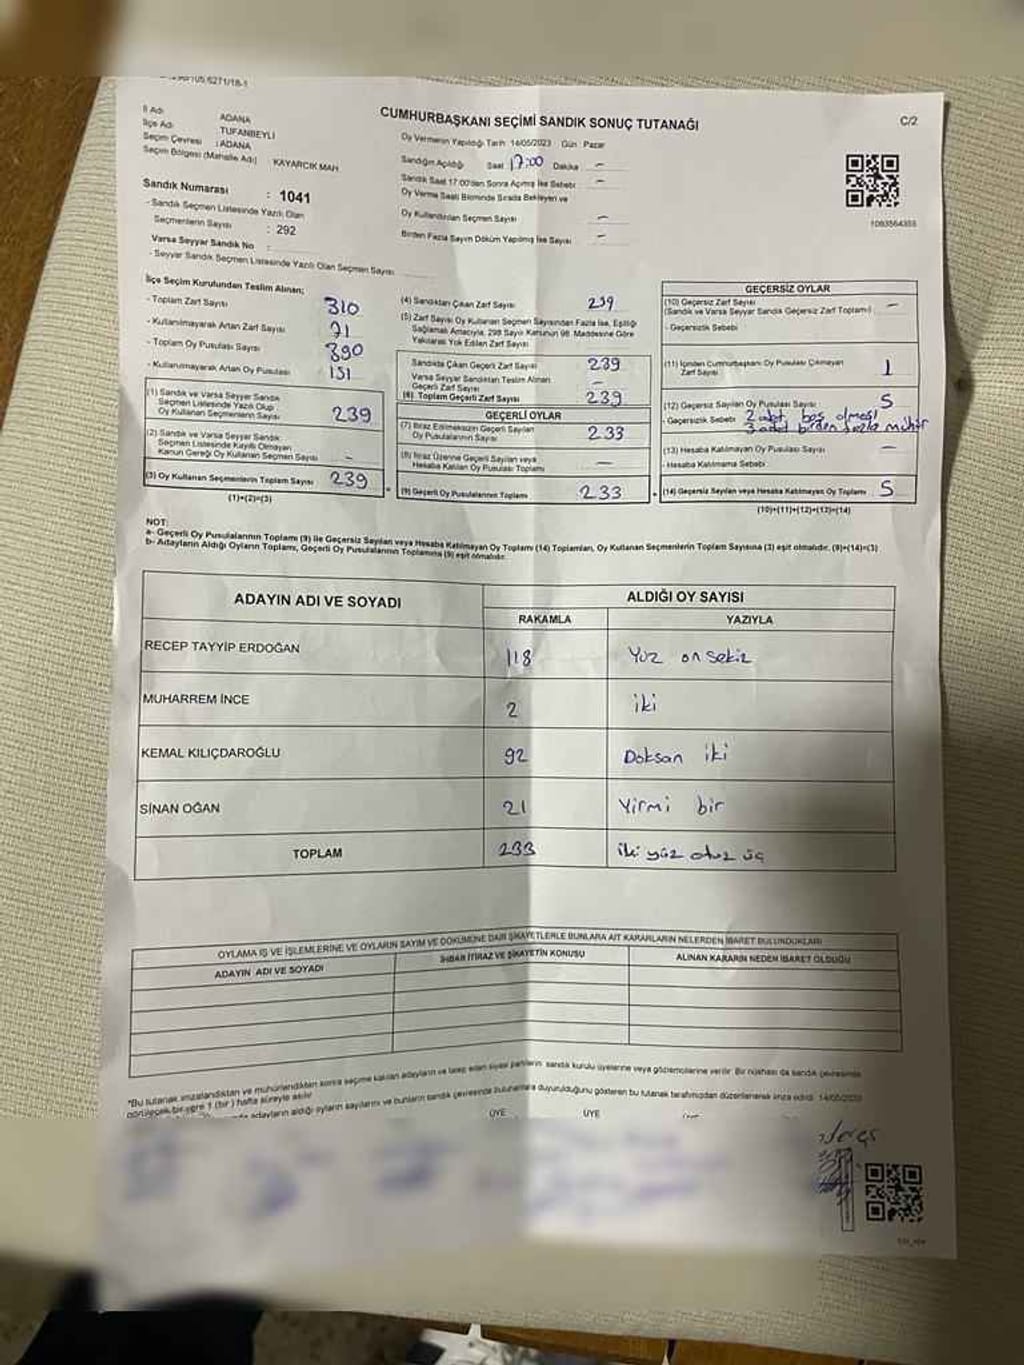 İl Adı : ADANA
İlçe Adı : TUFANBEYLİ
Seçim Çevresi : ADANA
Seçim Bölgesi (Mahalle Adı) KAYARCIK MAH
Sandık Numarası : 1041
- Sandık Seçmen Listesinde Yazılı Olan
Seçmenlerin Sayısı : 292
Varsa Seyyar Sandık No :
- Seyyar Sandık Seçmen Listesinde Yazılı Olan Seçmen Sayısı
CUMHURBAŞKANI SEÇİMİ SANDIK SONUÇ TUTANAĞI
C/2
Oy Vermenin Yapıldığı Tarih 14/05/2023 Gün Pazar
Sandığın Açıldığı Saat 17:00 Dakika –
Sandık Saat 17:00'den Sonra Açılmış İse Sebebi –
Oy Verme Saati Bitiminde Sırada Bekleyen ve
Oy Kullandırılan Seçmen Sayısı –
Birden Fazla Sayım Döküm Yapılmış İse Sayısı –
1093564355
İlçe Seçim Kurulundan Teslim Alınan;
- Toplam Zarf Sayısı 310
- Kullanılmayarak Artan Zarf Sayısı 71
- Toplam Oy Pusulası Sayısı 390
- Kullanılmayarak Artan Oy Pusulası 151
(1) Sandık ve Varsa Seyyar Sandık
Seçmen Listesinde Yazılı Olup
Oy Kullanan Seçmenlerin Sayısı 239
(2) Sandık ve Varsa Seyyar Sandık
Seçmen Listesinde Kayıtlı Olmayan
Kanun Gereği Oy Kullanan Seçmen Sayısı –
(3) Oy Kullanan Seçmenlerin Toplam Sayısı 239
(1)+(2)=(3)
(4) Sandıktan Çıkan Zarf Sayısı 239
(5) Zarf Sayısı Oy Kullanan Seçmen Sayısından Fazla İse, Eşitliği
Sağlamak Amacıyla, 298 Sayılı Kanunun 98. Maddesine Göre
Yakılarak Yok Edilen Zarf Sayısı
Sandıkta Çıkan Geçerli Zarf Sayısı 239
Varsa Seyyar Sandıktan Teslim Alınan
Geçerli Zarf Sayısı –
(6) Toplam Geçerli Zarf Sayısı 239
GEÇERLİ OYLAR
(7) İtiraz Edilmeksizin Geçerli Sayılan
Oy Pusulalarının Sayısı 233
(8) İtiraz Üzerine Geçerli Sayılan veya
Hesaba Katılan Oy Pusulası Toplamı –
(9) Geçerli Oy Pusulalarının Toplamı 233
GEÇERSİZ OYLAR
(10) Geçersiz Zarf Sayısı –
(Sandık ve Varsa Seyyar Sandık Geçersiz Zarf Toplamı)
- Geçersizlik Sebebi
(11) İçinden Cumhurbaşkanı Oy Pusulası Çıkmayan
Zarf Sayısı 1
(12) Geçersiz Sayılan Oy Pusulası Sayısı 5
- Geçersizlik Sebebi 2 adet boş olması
3 adet birden fazla mühür
(13) Hesaba Katılmayan Oy Pusulası Sayısı –
- Hesaba Katılmama Sebebi
(14) Geçersiz Sayılan veya Hesaba Katılmayan Oy Toplamı 5
(10)+(11)+(12)+(13)=(14)
NOT:
a- Geçerli Oy Pusulalarının Toplamı (9) ile Geçersiz Sayılan veya Hesaba Katılmayan Oy Toplamı (14) Toplamları, Oy Kullanan Seçmenlerin Toplam Sayısına (3) eşit olmalıdır. (9)+(14)=(3)
b- Adayların Aldığı Oyların Toplamı, Geçerli Oy Pusulalarının Toplamına (9) eşit olmalıdır.
ADAYIN ADI VE SOYADI
ALDIĞI OY SAYISI
RAKAMLA YAZIYLA
RECEP TAYYİP ERDOĞAN 118 Yüz on sekiz
MUHARREM İNCE 2 iki
KEMAL KILIÇDAROĞLU 92 Doksan iki
SİNAN OĞAN 21 Yirmi bir
TOPLAM 233 iki yüz otuz üç
OYLAMA İŞ VE İŞLEMLERİNE VE OYLARIN SAYIM VE DÖKÜMÜNE DAİR ŞİKAYETLERLE BUNLARA AİT KARARLARIN NELERDEN İBARET BULUNDUKLARI
ADAYIN ADI VE SOYADI
İHBAR İTİRAZ VE ŞİKAYETİN KONUSU
ALINAN KARARIN NEDEN İBARET OLDUĞU
*Bu tutanak imzalandıktan ve mühürlendikten sonra seçime katılan adayların ve talep eden siyasi partilerin sandık kurulu üyelerine veya gözlemcilerine verilir. Bir nüshası da sandık çevresinde
görülecek bir yere 1 (bir) hafta süreyle asılır.
adayların aldığı oyların sayılarını ve bunların sandık çevresinde bulunanlara duyurulduğunu gösteren bu tutanak tarafımızdan düzenlenerek imza edildi. 14/05/2023
ÜYE ÜYE